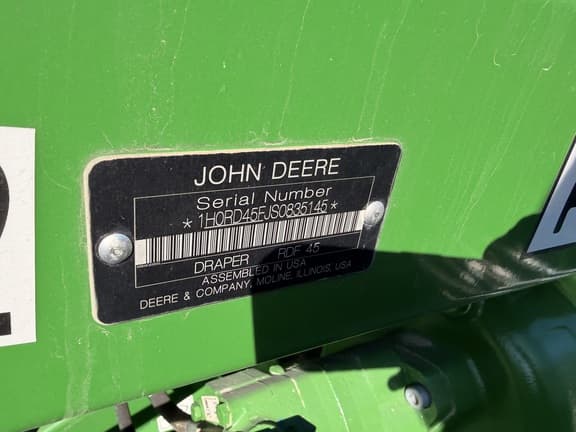 JOHN DEERE
Serial Number
*1H0RD45FJS0835145*
DRAPER RDF 45
ASSEMBLED IN USA
DEERE & COMPANY, MOLINE, ILLINOIS, USA